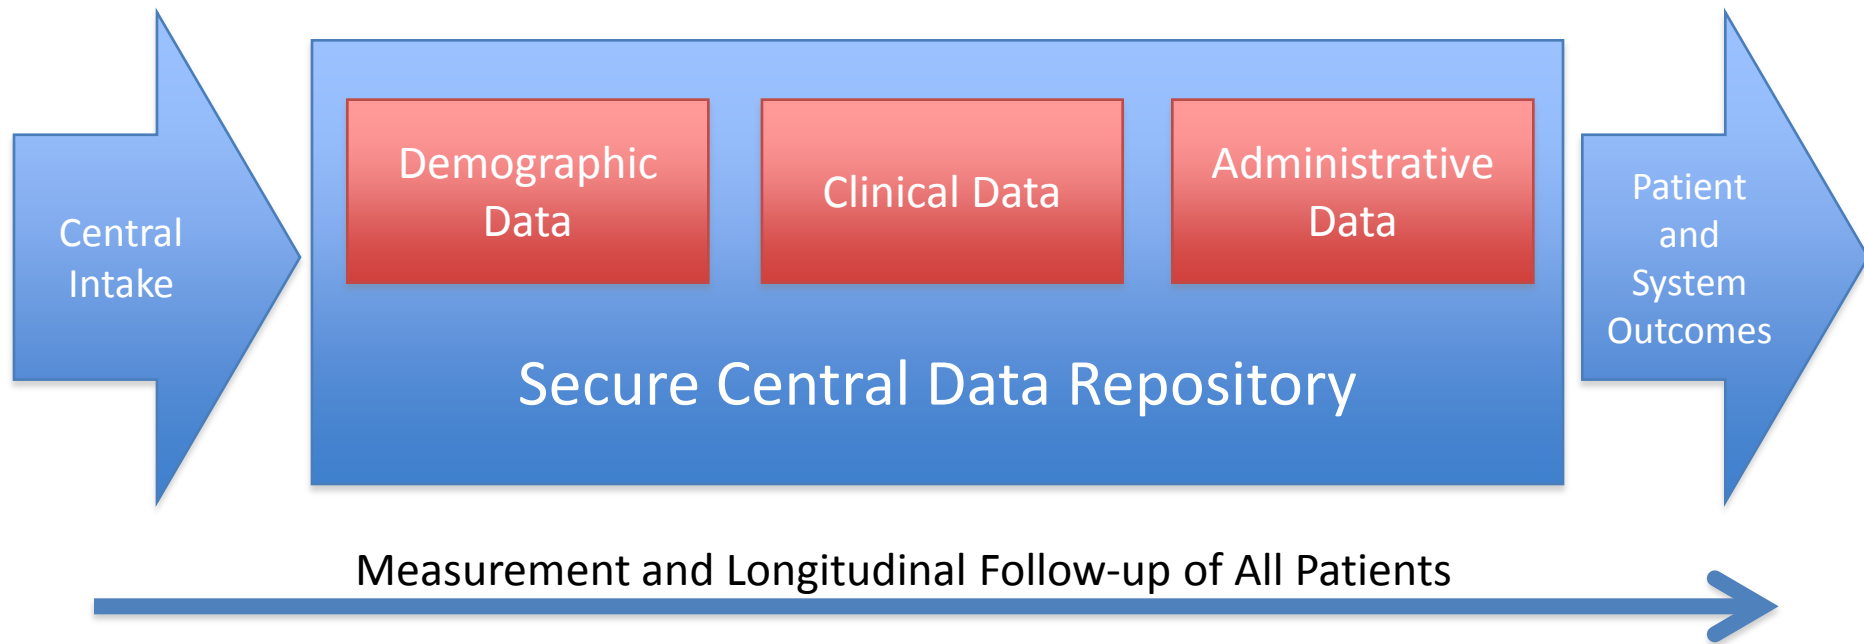 Central
Intake
Demographic
Data
Clinical Data
Administrative
Data
Secure Central Data Repository
Patient
and
System
Outcomes
Measurement and Longitudinal Follow-up of All Patients